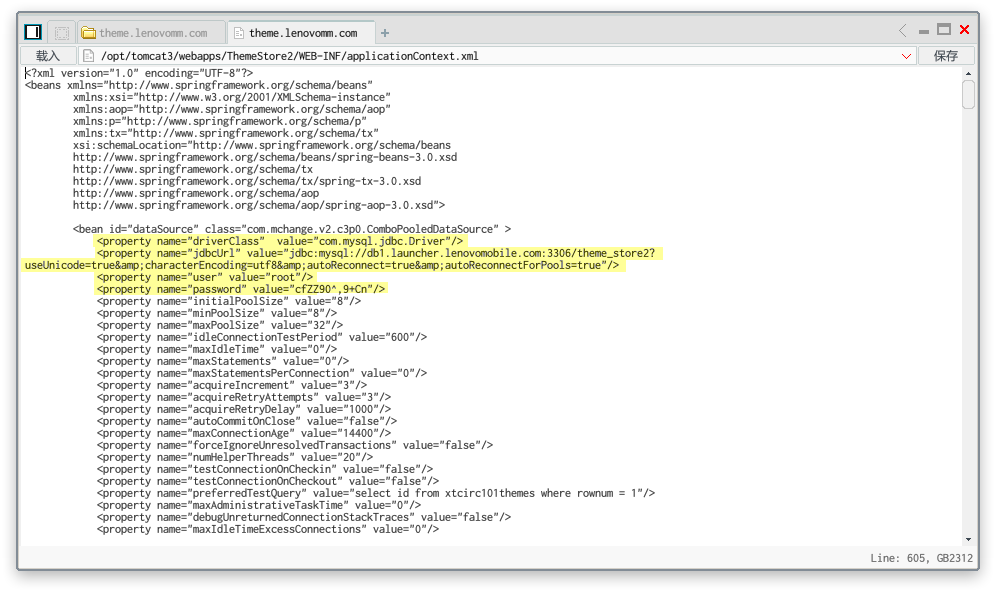 theme.lenovomm.com
theme.lenovomm.com
载入
/opt/tomcat3/webapps/ThemeStore2/WEB-INF/applicationContext.xml
保存
<?xml version="1.0" encoding="UTF-8"?>
<beans xmlns="http://www.springframework.org/schema/beans"
xmlns:xsi="http://www.w3.org/2001/XMLSchema-instance"
xmlns:aop="http://www.springframework.org/schema/aop"
xmlns:p="http://www.springframework.org/schema/p"
xmlns:tx="http://www.springframework.org/schema/tx"
xsi:schemaLocation="http://www.springframework.org/schema/beans
http://www.springframework.org/schema/beans/spring-beans-3.0.xsd
http://www.springframework.org/schema/tx
http://www.springframework.org/schema/tx/spring-tx-3.0.xsd
http://www.springframework.org/schema/aop
http://www.springframework.org/schema/aop/spring-aop-3.0.xsd">
<bean id="dataSource" class="com.mchange.v2.c3p0.ComboPooledDataSource" >
<property name="driverClass"  value="com.mysql.jdbc.Driver"/>
<property name="jdbcUrl" value="jdbc:mysql://db1.launcher.lenovomobile.com:3306/theme_store2?
useUnicode=true&amp;characterEncoding=utf8&amp;autoReconnect=true&amp;autoReconnectForPools=true"/>
<property name="user" value="root"/>
<property name="password" value="cfZZ90^,9+Cn"/>
<property name="initialPoolSize" value="8"/>
<property name="minPoolSize" value="8"/>
<property name="maxPoolSize" value="32"/>
<property name="idleConnectionTestPeriod" value="600"/>
<property name="maxIdleTime" value="0"/>
<property name="maxStatements" value="0"/>
<property name="maxStatementsPerConnection" value="0"/>
<property name="acquireIncrement" value="3"/>
<property name="acquireRetryAttempts" value="3"/>
<property name="acquireRetryDelay" value="1000"/>
<property name="autoCommitOnClose" value="false"/>
<property name="maxConnectionAge" value="14400"/>
<property name="forceIgnoreUnresolvedTransactions" value="false"/>
<property name="numHelperThreads" value="20"/>
<property name="testConnectionOnCheckin" value="false"/>
<property name="testConnectionOnCheckout" value="false"/>
<property name="preferredTestQuery" value="select id from xtcirc101themes where rownum = 1"/>
<property name="maxAdministrativeTaskTime" value="0"/>
<property name="debugUnreturnedConnectionStackTraces" value="false"/>
<property name="maxIdleTimeExcessConnections" value="0"/>
Line: 605, GB2312